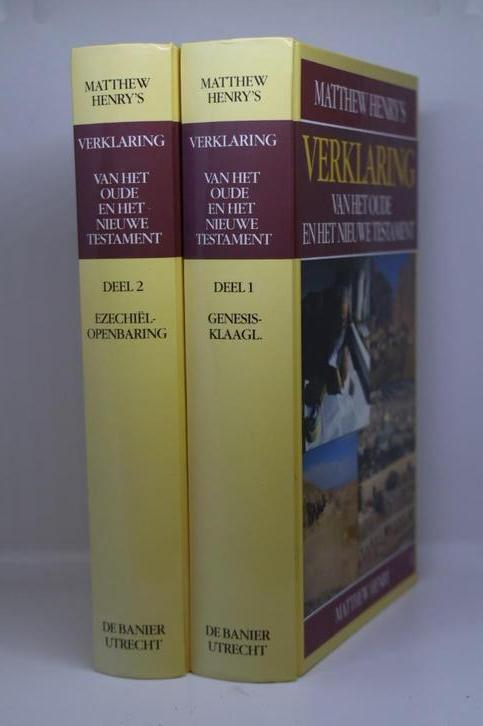 MATTHEW
HENRY'S
VERKLARING
VAN HET
OUDE
EN HET
NIEUWE
TESTAMENT
DEEL 2
EZECHIËL-
OPENBARING
DE BANIER
UTRECHT
MATTHEW
HENRY'S
VERKLARING
VAN HET
OUDE
EN HET
NIEUWE
TESTAMENT
DEEL 1
GENESIS-
KLAAGL.
DE BANIER
UTRECHT
MATTHEW HENRY'S
VERKLARING
VAN HET OUDE
EN HET NIEUWE TESTAMENT
MATTHEW HENRY